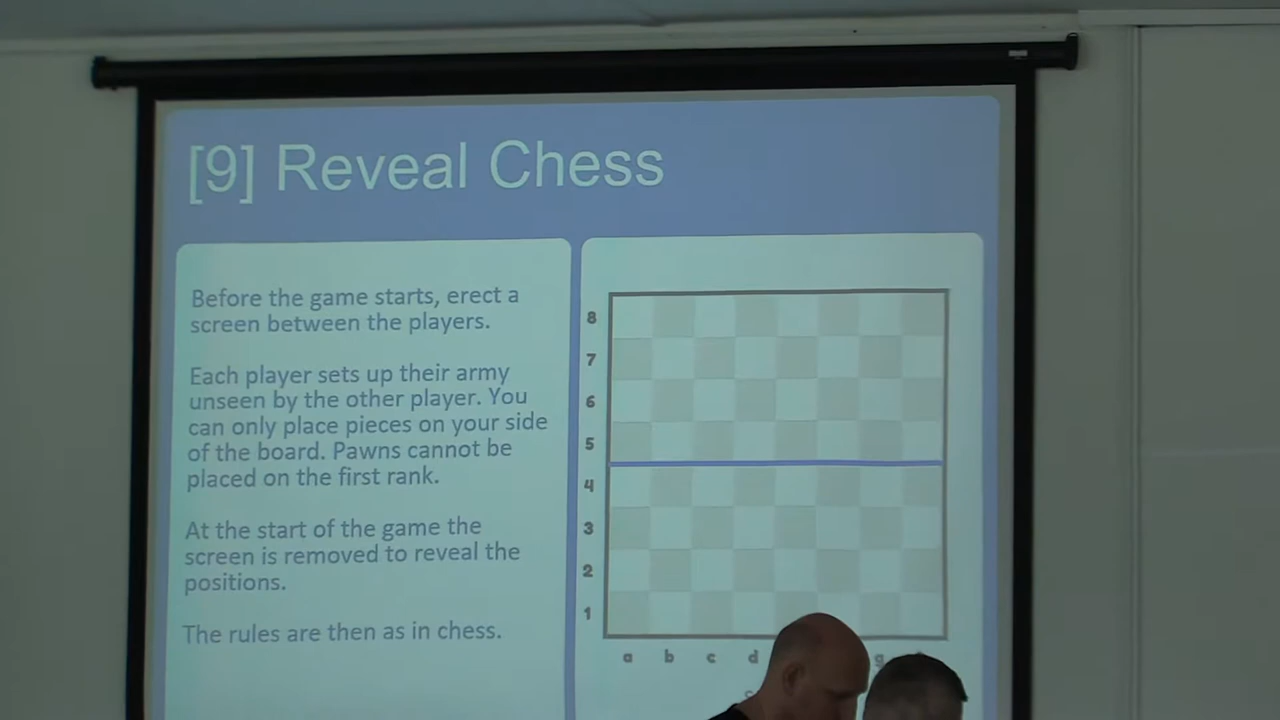 [9] Reveal Chess
Before the game starts, erect a
screen between the players.
Each player sets up their army
unseen by the other player. You
can only place pieces on your side
of the board. Pawns cannot be
placed on the first rank.
At the start of the game the
screen is removed to reveal the
positions.
The rules are then as in chess.
8
7
6
5
4
3
2
1
a b c d g